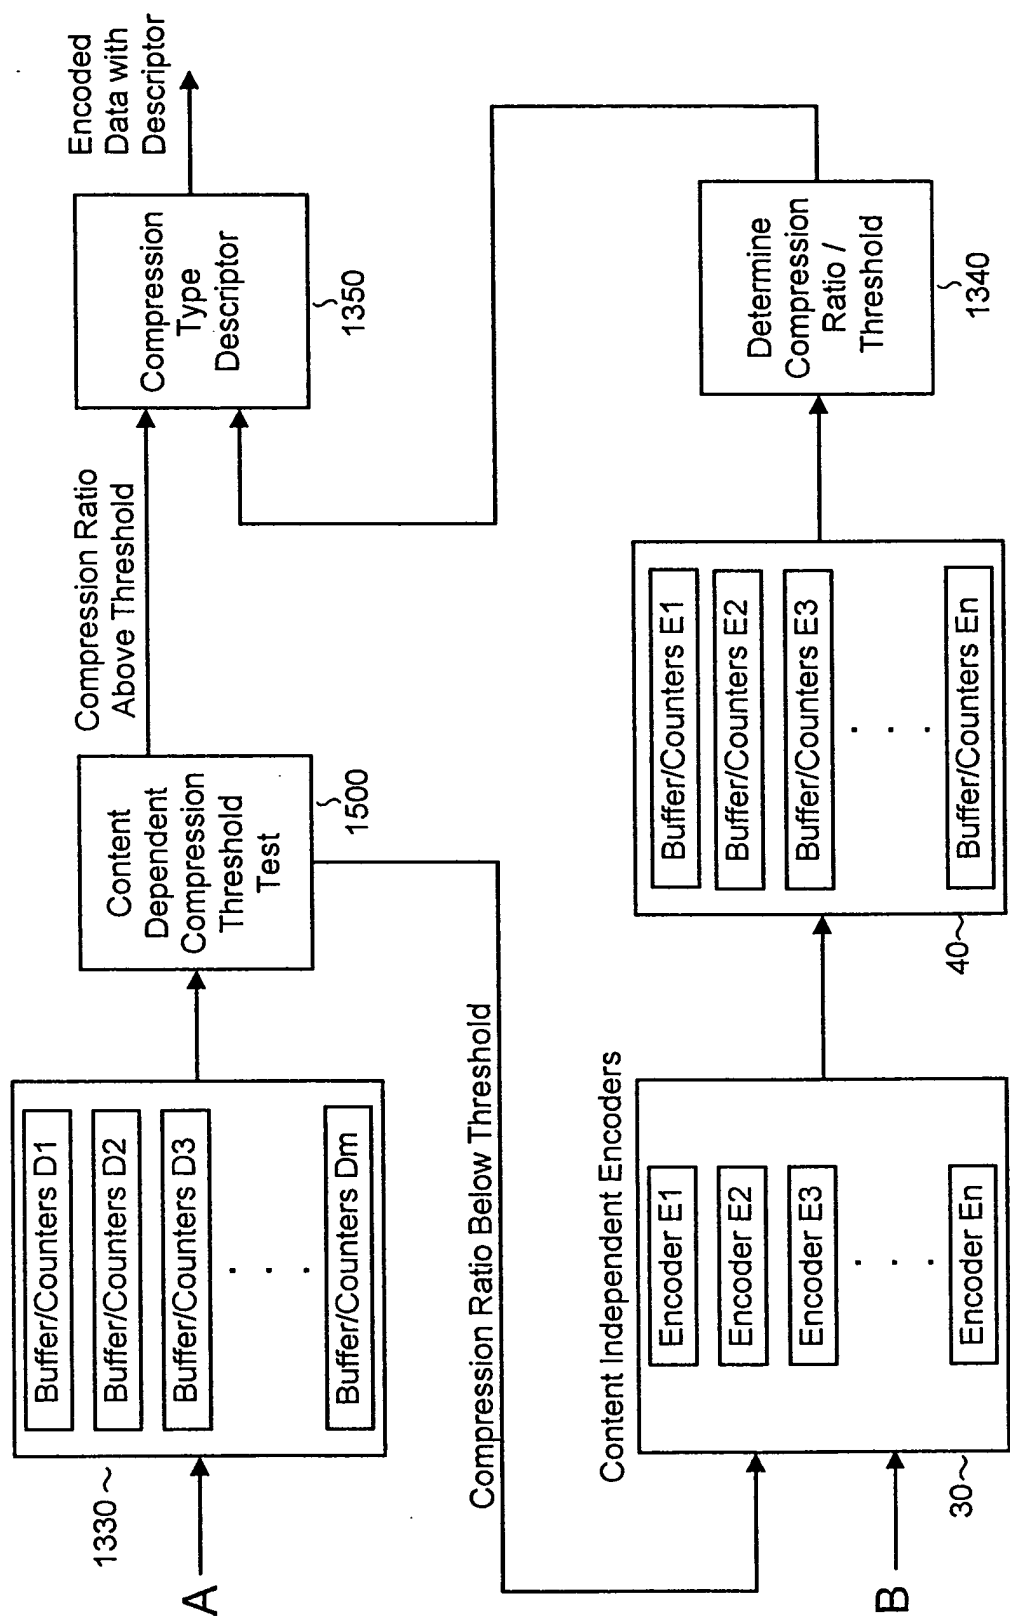 A
1330
Buffer/Counters D1
Buffer/Counters D2
Buffer/Counters D3
. . .
Buffer/Counters Dm
Content
Dependent
Compression
Threshold
Test
1500
Compression Ratio
Above Threshold
Compression
Type
Descriptor
1350
Encoded
Data with
Descriptor
Compression Ratio Below Threshold
B
Content Independent Encoders
30
Encoder E1
Encoder E2
Encoder E3
. . .
Encoder En
40
Buffer/Counters E1
Buffer/Counters E2
Buffer/Counters E3
. . .
Buffer/Counters En
Determine
Compression
Ratio /
Threshold
1340